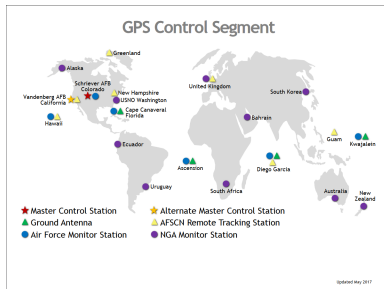 GPS Control Segment
Greenland
Alaska
Schriever AFB
Colorado
Vandenberg AFB
California
New Hampshire
USNO Washington
Cape Canaveral
Florida
Hawaii
United Kingdom
South Korea
Bahrain
Guam
Kwajalein
Ecuador
Ascension
Diego Garcia
Uruguay
South Africa
Australia
New
Zealand
Master Control Station
Alternate Master Control Station
Ground Antenna
AFSCN Remote Tracking Station
Air Force Monitor Station
NGA Monitor Station
Updated May 2017